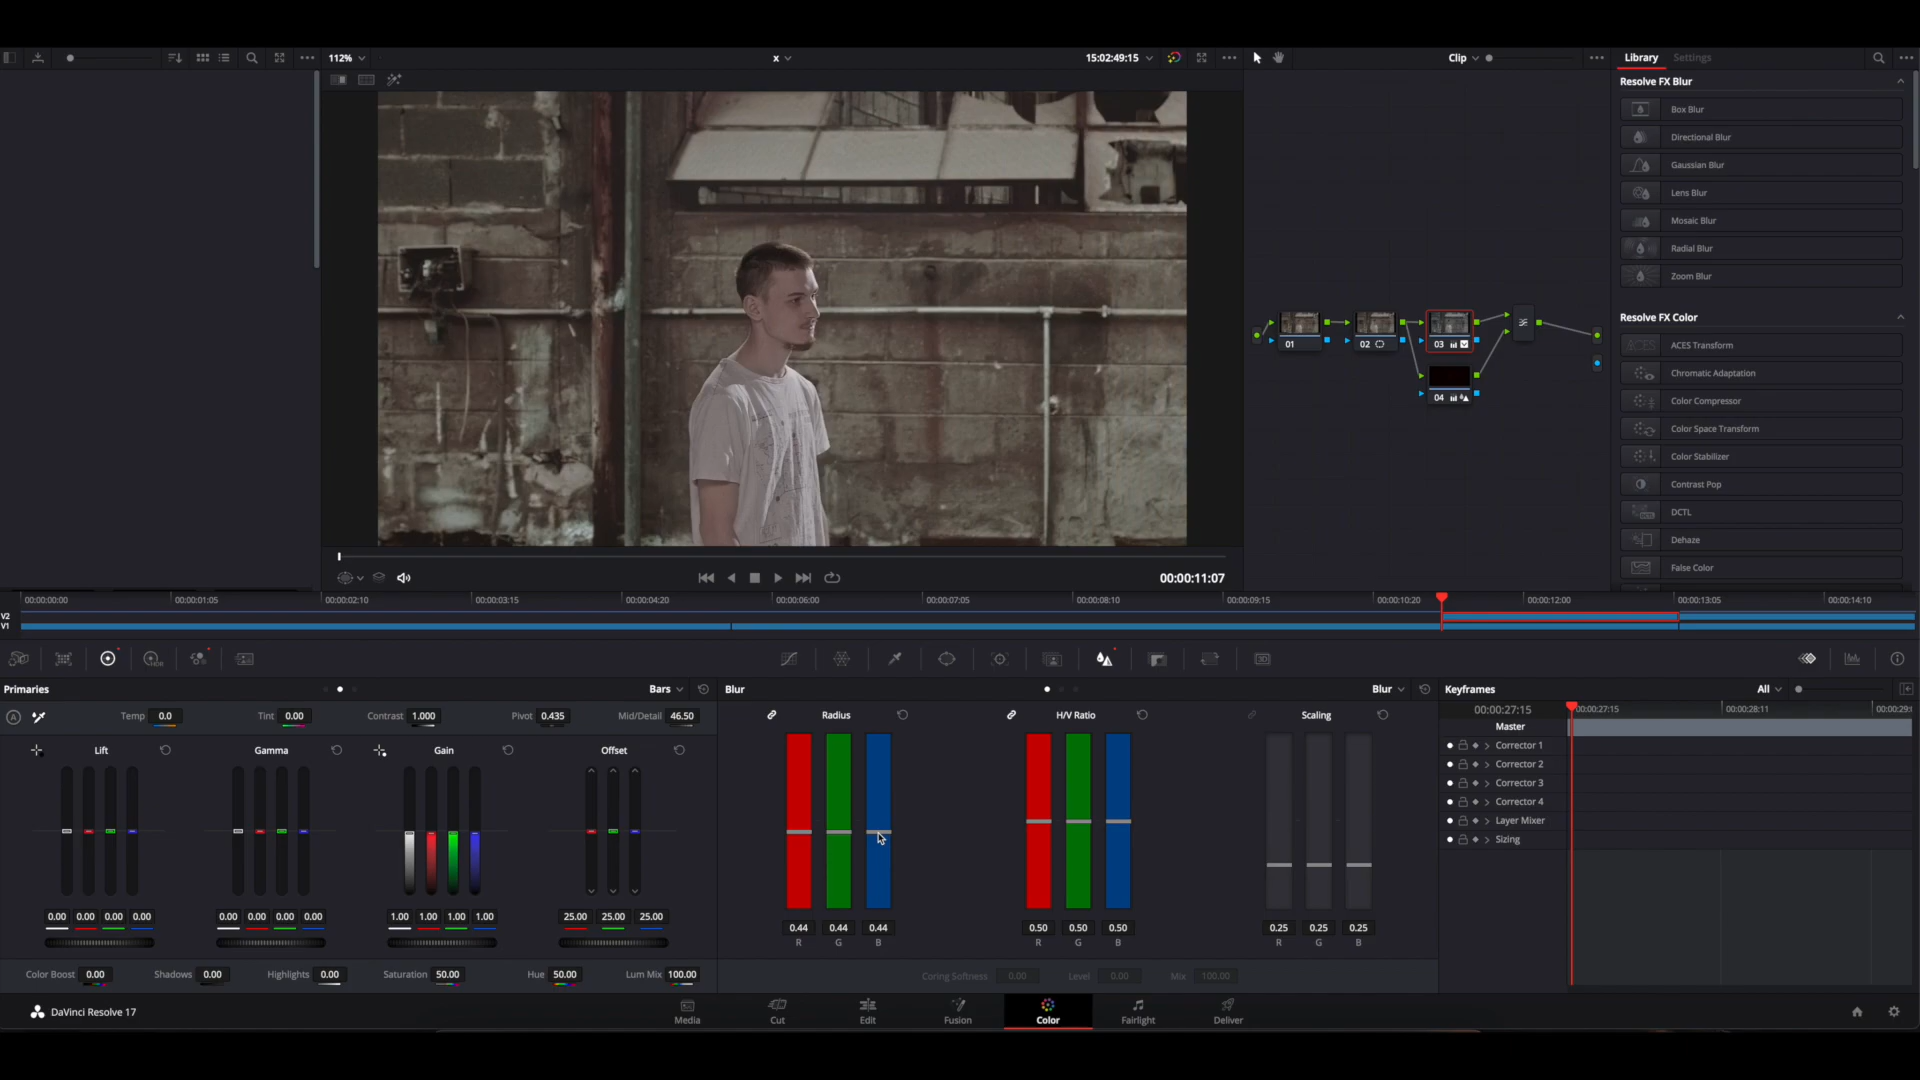 112%
x
15:02:49:15
Clip
Library
Settings
Resolve FX Blur
Box Blur
Directional Blur
Gaussian Blur
Lens Blur
Mosaic Blur
Radial Blur
Zoom Blur
Resolve FX Color
ACES Transform
Chromatic Adaptation
Color Compressor
Color Space Transform
Color Stabilizer
Contrast Pop
DCTL
Dehaze
False Color
01
02
03
04
00:00:11:07
00:00:00:00
00:00:01:05
00:00:02:10
00:00:03:15
00:00:04:20
00:00:06:00
00:00:07:05
00:00:08:10
00:00:09:15
00:00:10:20
00:00:12:00
00:00:13:05
00:00:14:10
V2
V1
Primaries
Bars
Temp 0.0
Tint 0.00
Contrast 1.000
Pivot 0.435
Mid/Detail 46.50
Lift
Gamma
Gain
Offset
0.00 0.00 0.00 0.00
0.00 0.00 0.00 0.00
1.00 1.00 1.00 1.00
25.00 25.00 25.00
Color Boost 0.00
Shadows 0.00
Highlights 0.00
Saturation 50.00
Hue 50.00
Lum Mix 100.00
Blur
Blur
Radius
H/V Ratio
Scaling
0.44 0.44 0.44
R G B
0.50 0.50 0.50
R G B
0.25 0.25 0.25
R G B
Coring Softness 0.00
Level 0.00
Mix 100.00
Keyframes
All
00:00:27:15
00:00:27:15
00:00:28:11
Master
Corrector 1
Corrector 2
Corrector 3
Corrector 4
Layer Mixer
Sizing
DaVinci Resolve 17
Media
Cut
Edit
Fusion
Color
Fairlight
Deliver